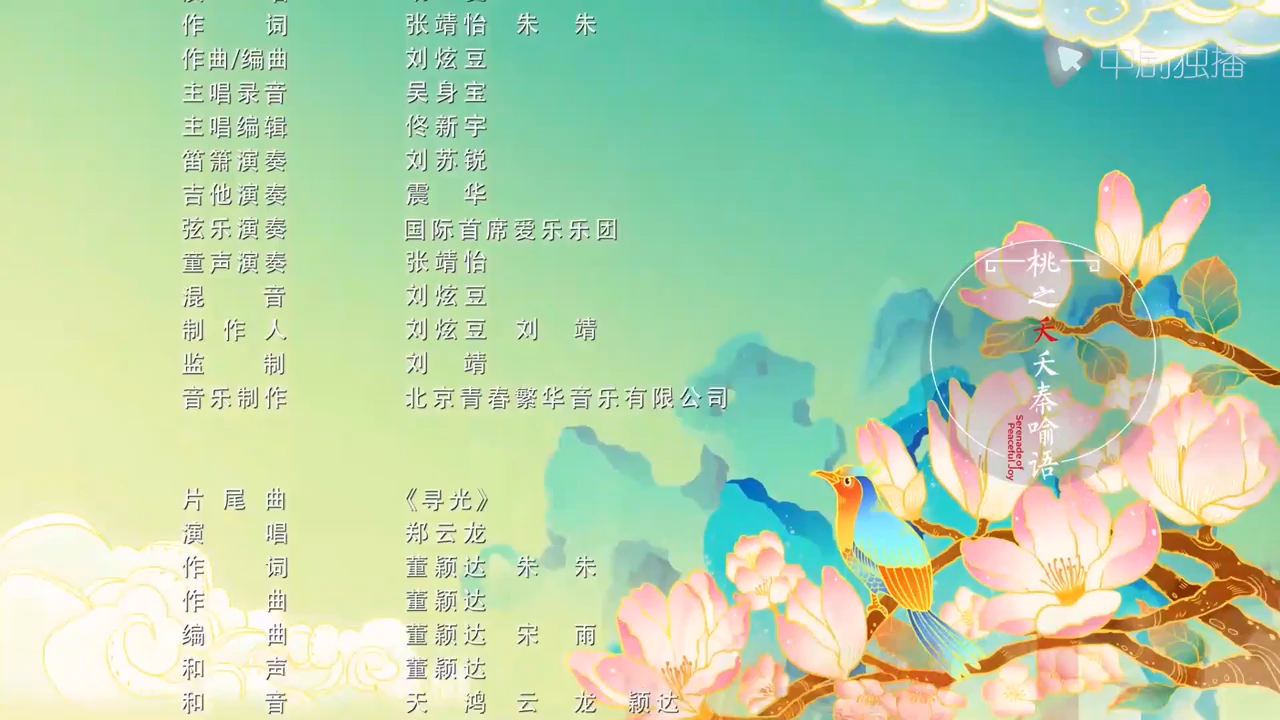 作词 张靖怡 朱朱
作曲/编曲 刘炫豆
主唱录音 吴身宝
主唱编辑 佟新宇
笛箫演奏 刘苏锐
吉他演奏 震华
弦乐演奏 国际首席爱乐乐团
童声演奏 张靖怡
混音 刘炫豆
制作人 刘炫豆 刘靖
监制 刘靖
音乐制作 北京青春繁华音乐有限公司
片尾曲 《寻光》
演唱 郑云龙
作词 董颖达 朱朱
作曲 董颖达
编曲 董颖达 宋雨
和声 董颖达
和音 天鸿 云龙 颖达
中剧独播
桃之夭夭秦喻语
Serenade of
Peaceful Joy